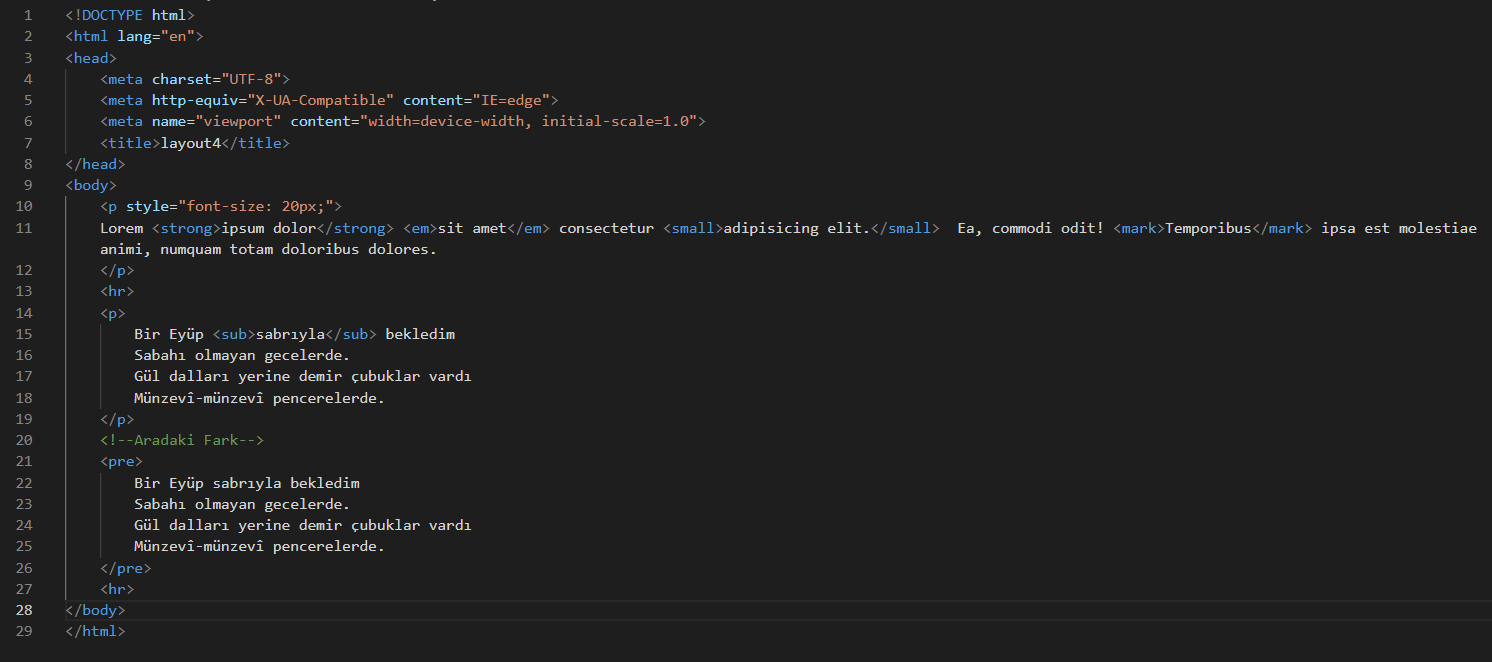 1 <!DOCTYPE html>
2 <html lang="en">
3 <head>
4     <meta charset="UTF-8">
5     <meta http-equiv="X-UA-Compatible" content="IE=edge">
6     <meta name="viewport" content="width=device-width, initial-scale=1.0">
7     <title>layout4</title>
8 </head>
9 <body>
10     <p style="font-size: 20px;">
11     Lorem <strong>ipsum dolor</strong> <em>sit amet</em> consectetur <small>adipisicing elit.</small>  Ea, commodi odit! <mark>Temporibus</mark> ipsa est molestiae
    animi, numquam totam doloribus dolores.
12     </p>
13     <hr>
14     <p>
15         Bir Eyüp <sub>sabrıyla</sub> bekledim
16         Sabahı olmayan gecelerde.
17         Gül dalları yerine demir çubuklar vardı
18         Münzevî-münzevî pencerelerde.
19     </p>
20     <!--Aradaki Fark-->
21     <pre>
22         Bir Eyüp sabrıyla bekledim
23         Sabahı olmayan gecelerde.
24         Gül dalları yerine demir çubuklar vardı
25         Münzevî-münzevî pencerelerde.
26     </pre>
27     <hr>
28 </body>
29 </html>